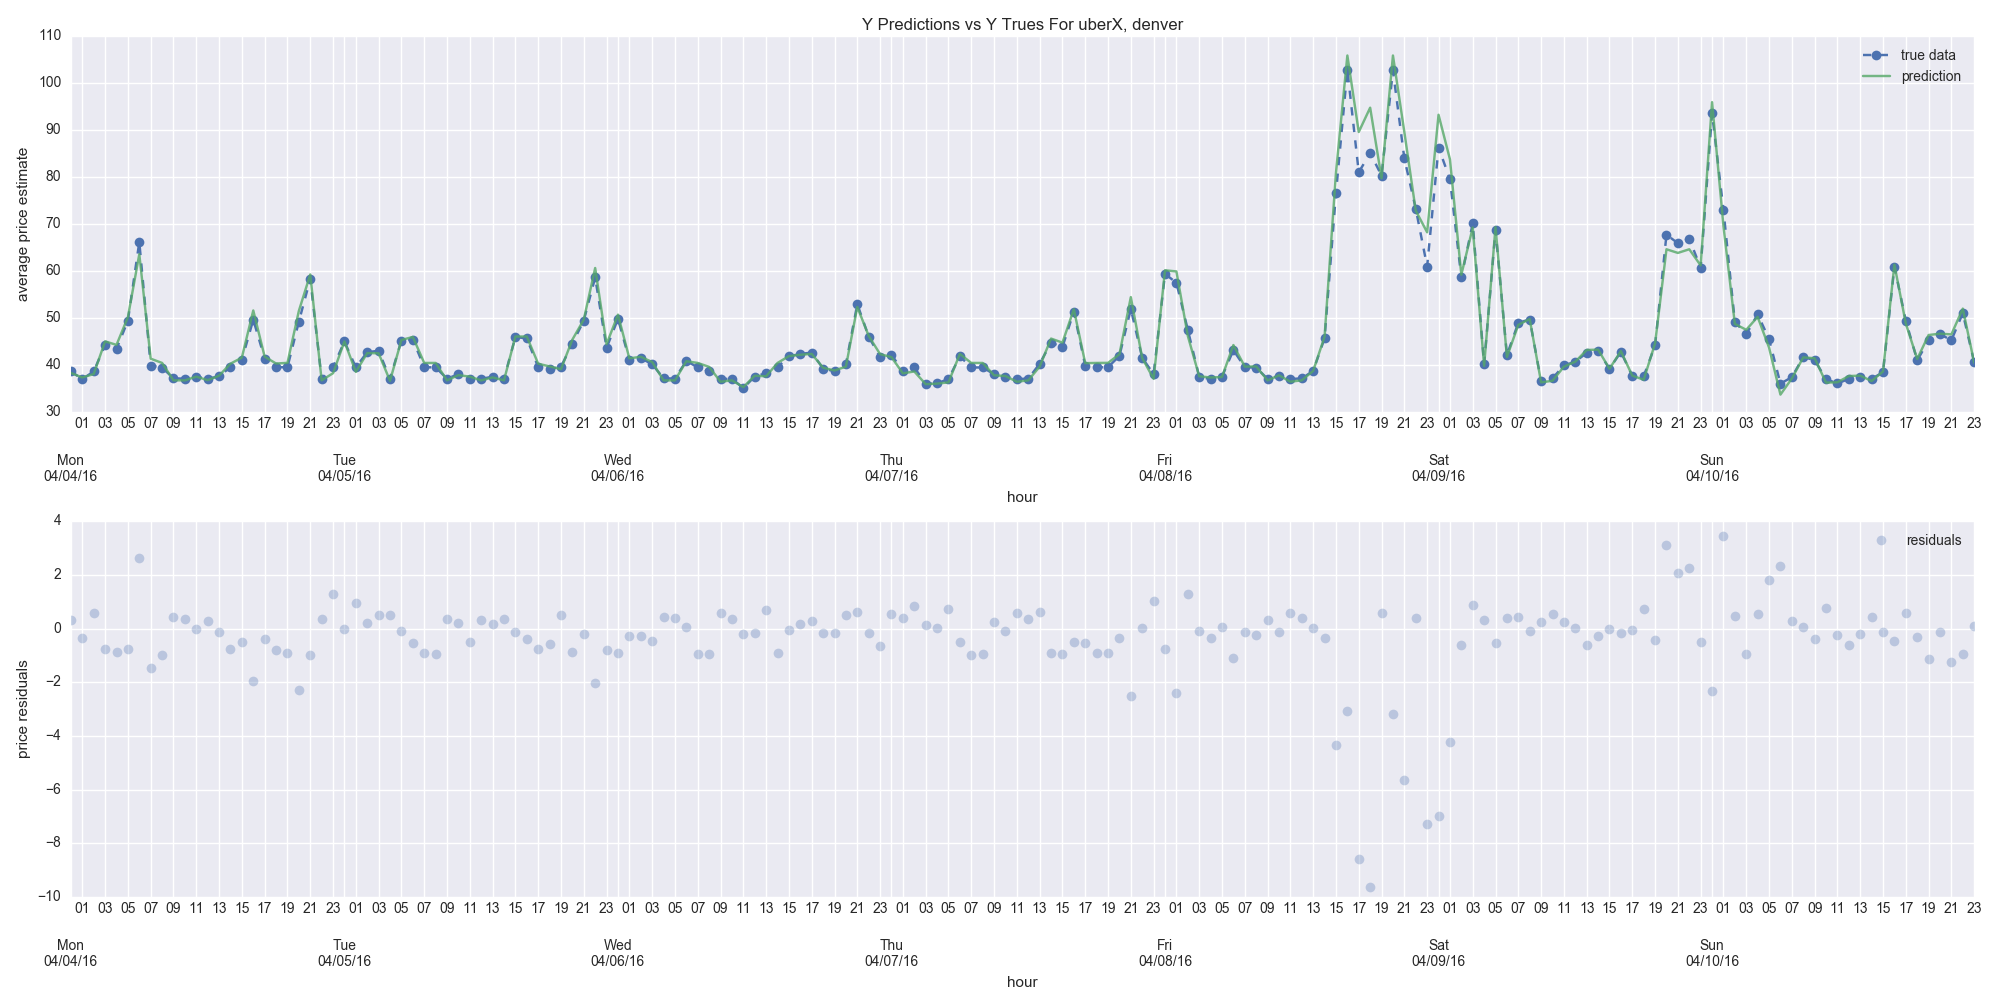 Y Predictions vs Y Trues For uberX, denver
110
100
90
80
70
60
50
40
30
average price estimate
true data
prediction
01 03 05 07 09 11 13 15 17 19 21 23 01 03 05 07 09 11 13 15 17 19 21 23 01 03 05 07 09 11 13 15 17 19 21 23 01 03 05 07 09 11 13 15 17 19 21 23 01 03 05 07 09 11 13 15 17 19 21 23 01 03 05 07 09 11 13 15 17 19 21 23 01 03 05 07 09 11 13 15 17 19 21 23
Mon Tue Wed Thu Fri Sat Sun
04/04/16 04/05/16 04/06/16 04/07/16 04/08/16 04/09/16 04/10/16
hour
4
2
0
−2
−4
−6
−8
−10
price residuals
residuals
01 03 05 07 09 11 13 15 17 19 21 23 01 03 05 07 09 11 13 15 17 19 21 23 01 03 05 07 09 11 13 15 17 19 21 23 01 03 05 07 09 11 13 15 17 19 21 23 01 03 05 07 09 11 13 15 17 19 21 23 01 03 05 07 09 11 13 15 17 19 21 23 01 03 05 07 09 11 13 15 17 19 21 23
Mon Tue Wed Thu Fri Sat Sun
04/04/16 04/05/16 04/06/16 04/07/16 04/08/16 04/09/16 04/10/16
hour